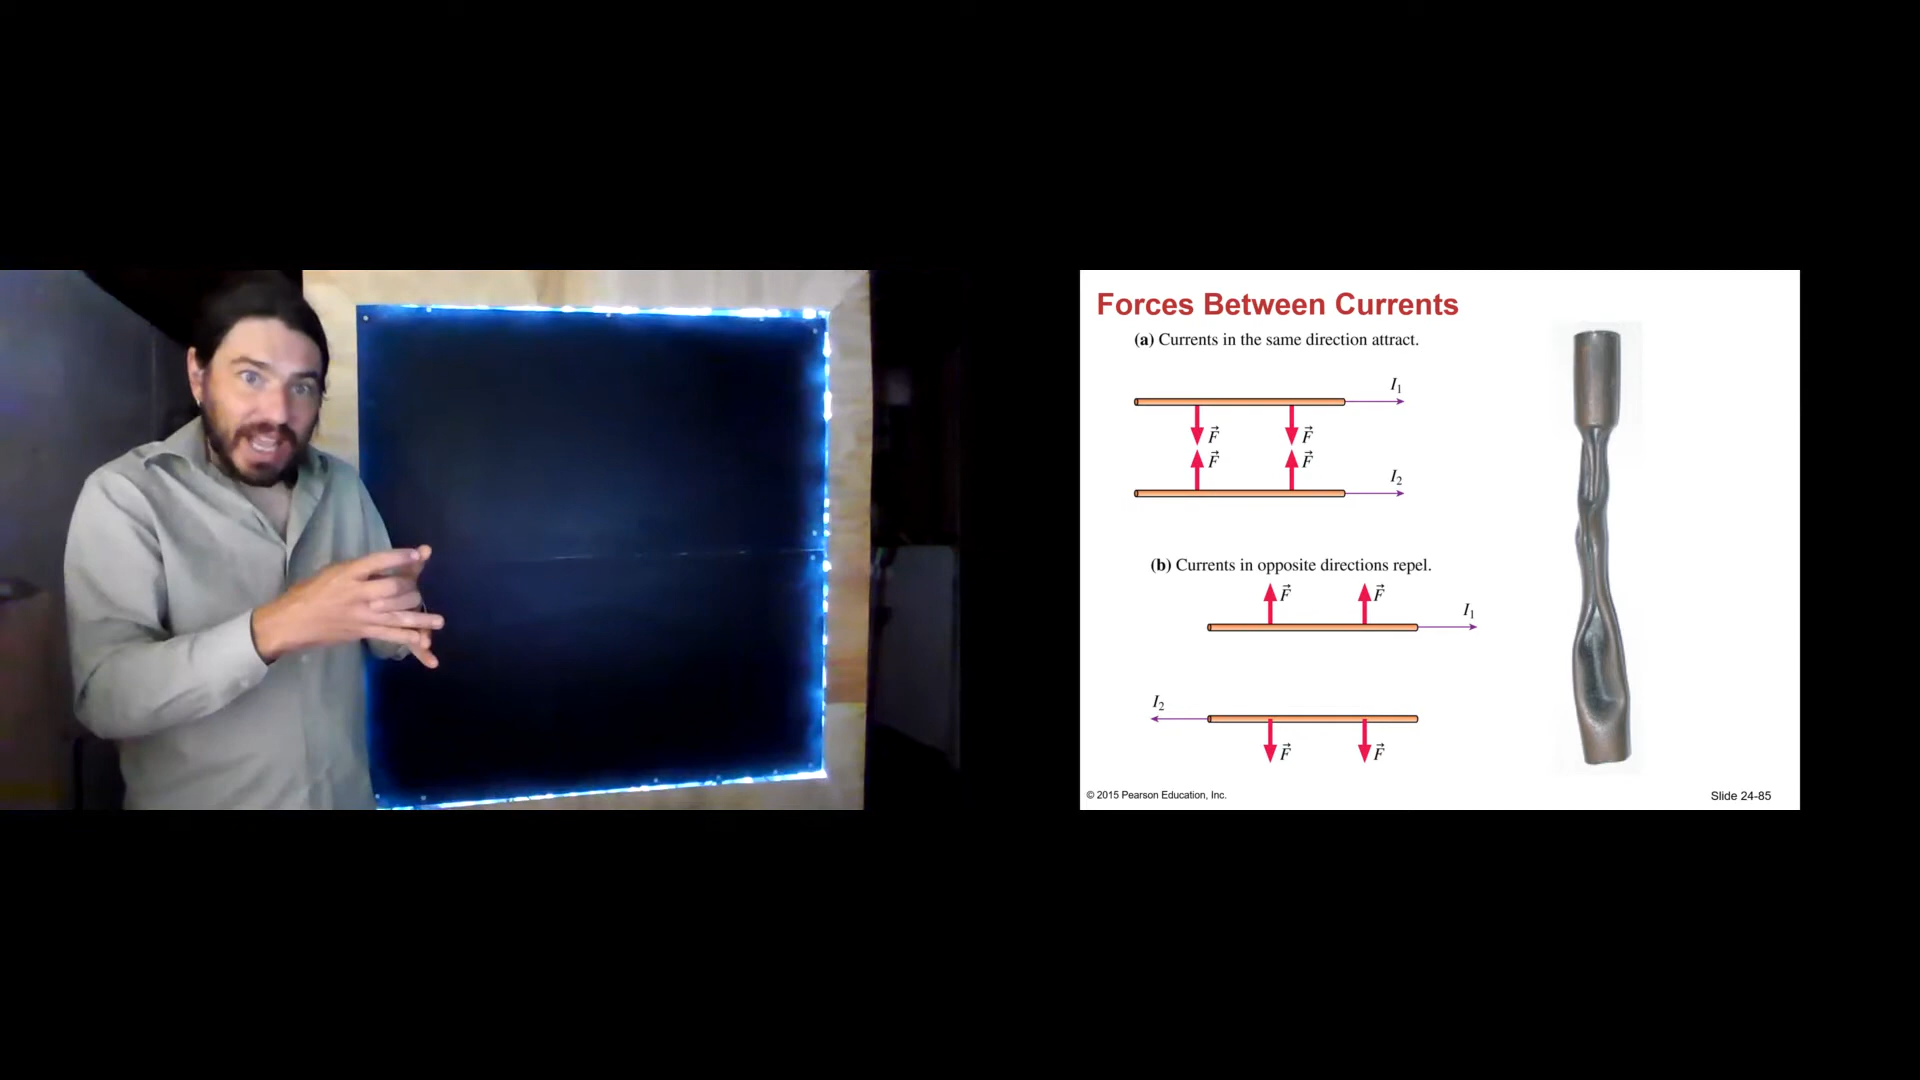 Forces Between Currents
(a) Currents in the same direction attract.
I₁
F⃗ F⃗
F⃗ F⃗
I₂
(b) Currents in opposite directions repel.
F⃗ F⃗
I₁
I₂
F⃗ F⃗
© 2015 Pearson Education, Inc.
Slide 24-85